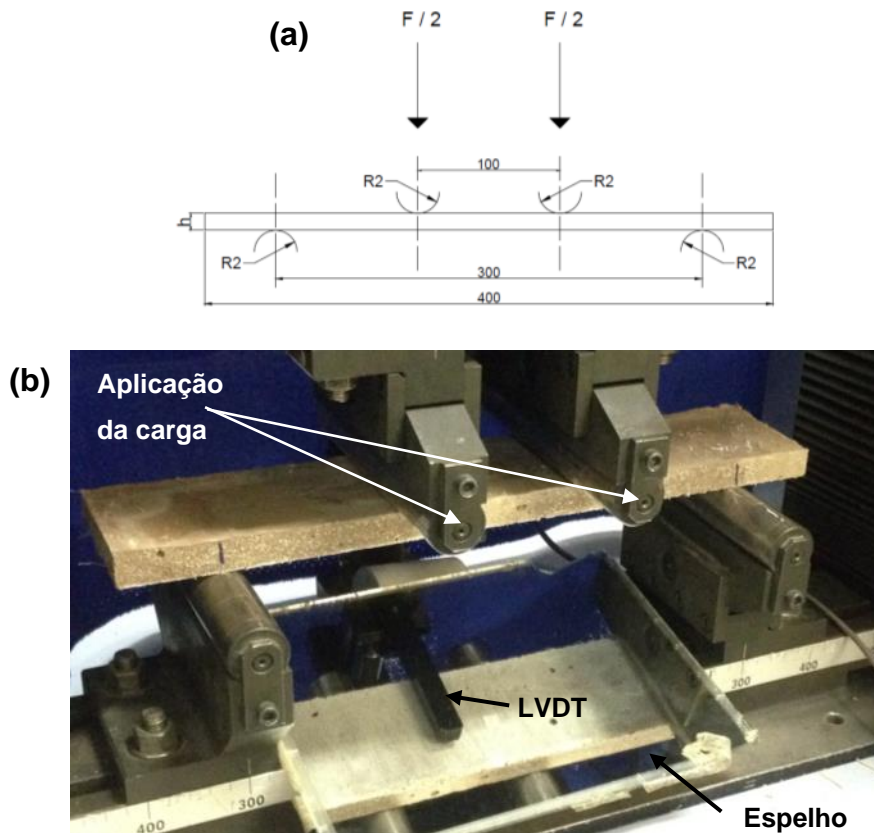 (a)
F / 2 F / 2
100
R2 R2
h
R2 R2
300
400
(b)
Aplicação
da carga
LVDT
300 400
400 300
Espelho